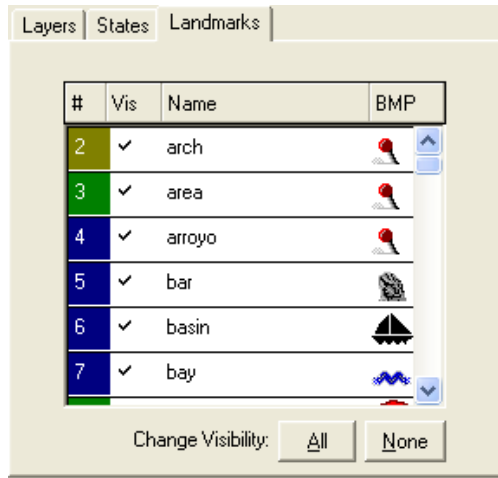 Layers States Landmarks
# Vis Name BMP
2 arch
3 area
4 arroyo
5 bar
6 basin
7 bay
Change Visibility: All None